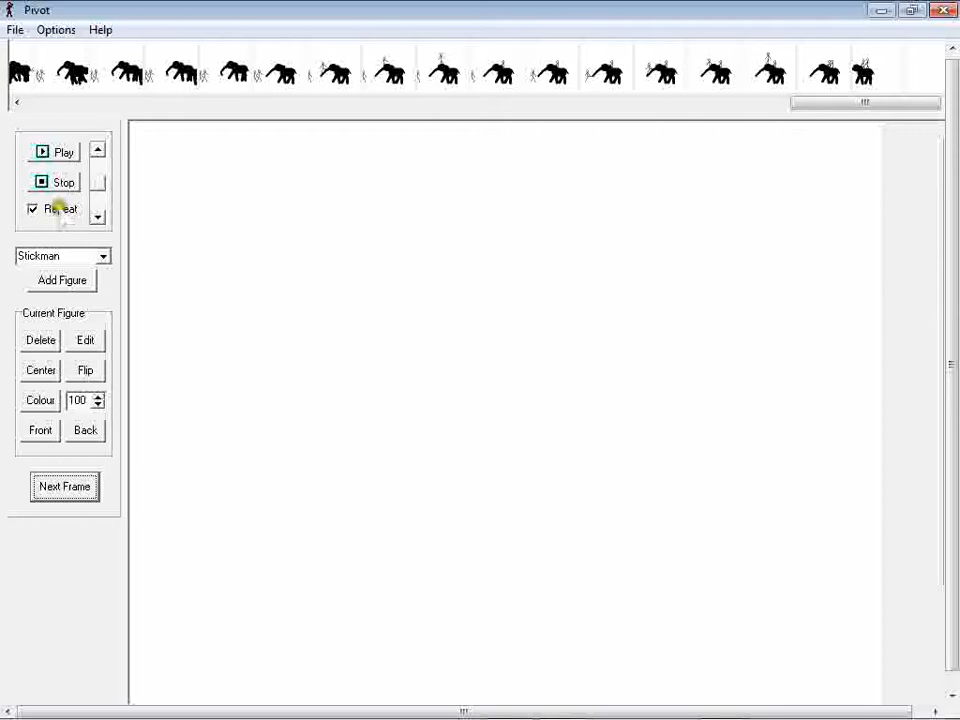 Pivot
File Options Help
Play
Stop
Repeat
Stickman
Add Figure
Current Figure
Delete Edit
Center Flip
Colour 100
Front Back
Next Frame